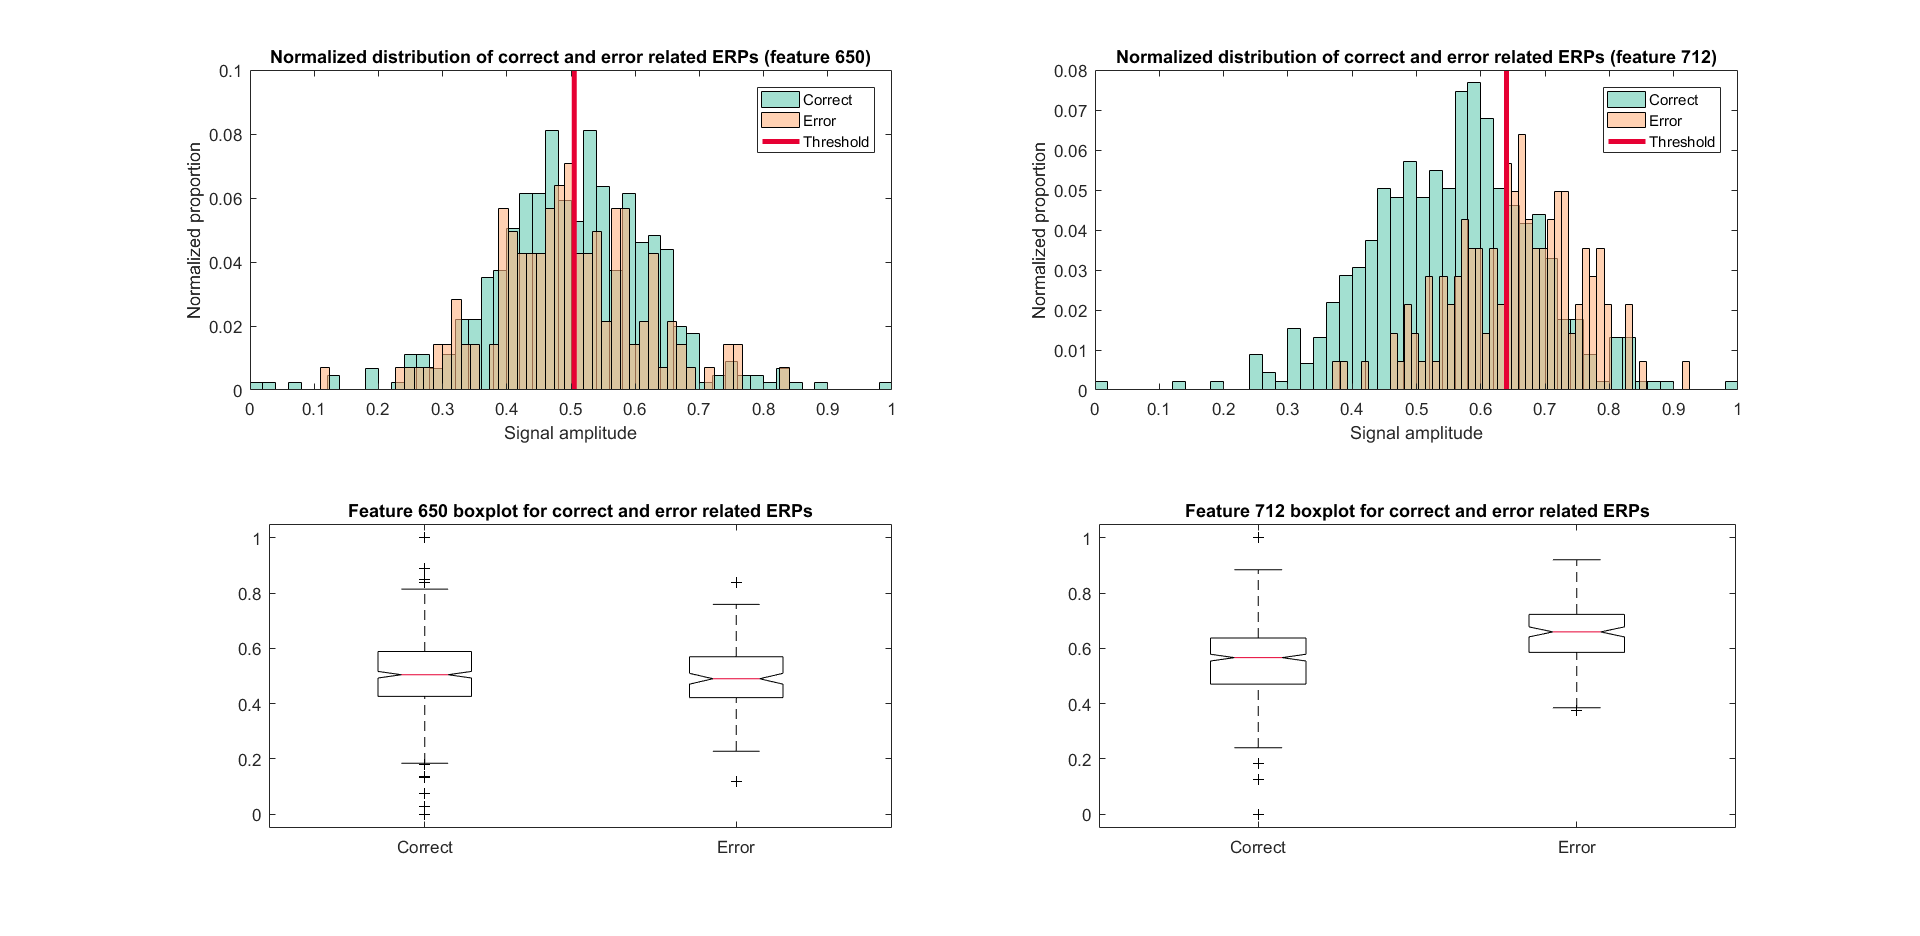 Normalized distribution of correct and error related ERPs (feature 650)
0.1
0.08
0.06
0.04
0.02
0
Normalized proportion
Correct
Error
Threshold
0 0.1 0.2 0.3 0.4 0.5 0.6 0.7 0.8 0.9 1
Signal amplitude
Normalized distribution of correct and error related ERPs (feature 712)
0.08
0.07
0.06
0.05
0.04
0.03
0.02
0.01
0
Normalized proportion
Correct
Error
Threshold
0 0.1 0.2 0.3 0.4 0.5 0.6 0.7 0.8 0.9 1
Signal amplitude
Feature 650 boxplot for correct and error related ERPs
1
0.8
0.6
0.4
0.2
0
Correct Error
Feature 712 boxplot for correct and error related ERPs
1
0.8
0.6
0.4
0.2
0
Correct Error